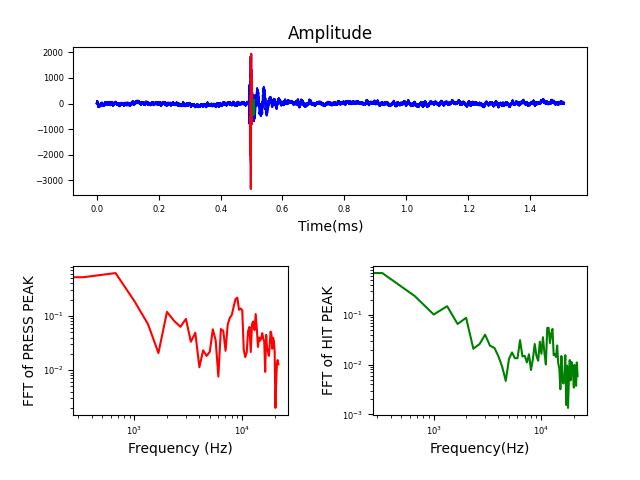 Amplitude
2000
1000
0
−1000
−2000
−3000
0.0 0.2 0.4 0.6 0.8 1.0 1.2 1.4
Time(ms)
FFT of PRESS PEAK
10⁻¹
10⁻²
10³ 10⁴
Frequency (Hz)
FFT of HIT PEAK
10⁻¹
10⁻²
10⁻³
10³ 10⁴
Frequency(Hz)